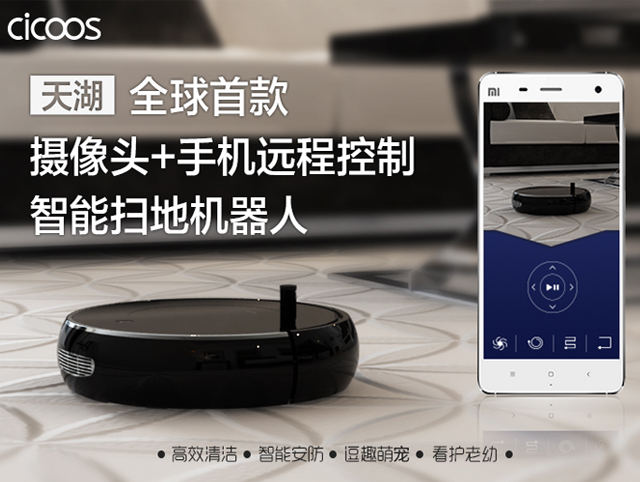 cicoos
天湖 全球首款
摄像头+手机远程控制
智能扫地机器人
MI
• 高效清洁 • 智能安防 • 逗趣萌宠 • 看护老幼 •